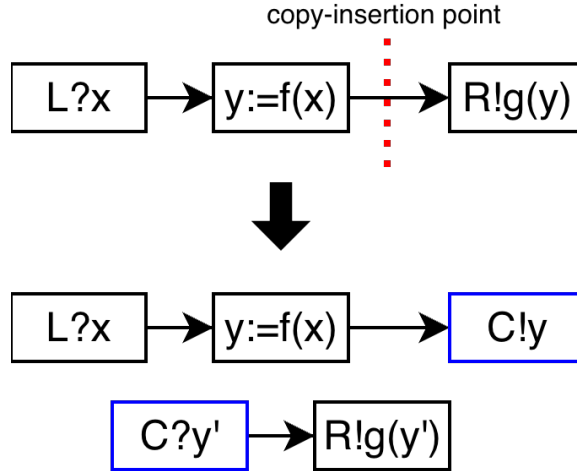 copy-insertion point
L?x y:=f(x) R!g(y)
L?x y:=f(x) C!y
C?y' R!g(y')